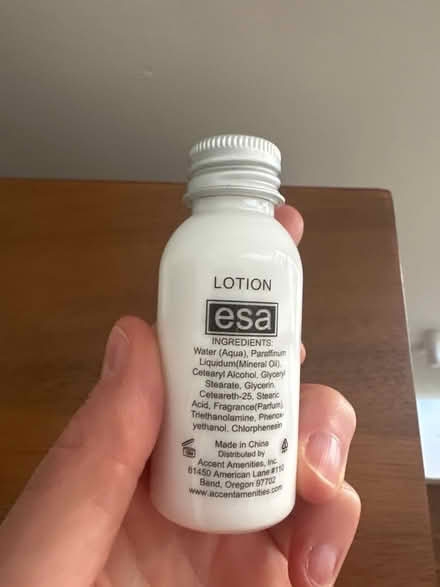 LOTION
esa
INGREDIENTS:
Water (Aqua), Paraffinum
Liquidum(Mineral Oil),
Cetearyl Alcohol, Glyceryl
Stearate, Glycerin,
Ceteareth-25, Stearic
Acid, Fragrance(Parfum),
Triethanolamine, Phenox-
yethanol, Chlorphenesin
Made in China
Distributed by
Accent Amenities, Inc.
61450 American Lane #110
Bend, Oregon 97702
www.accentamenities.com